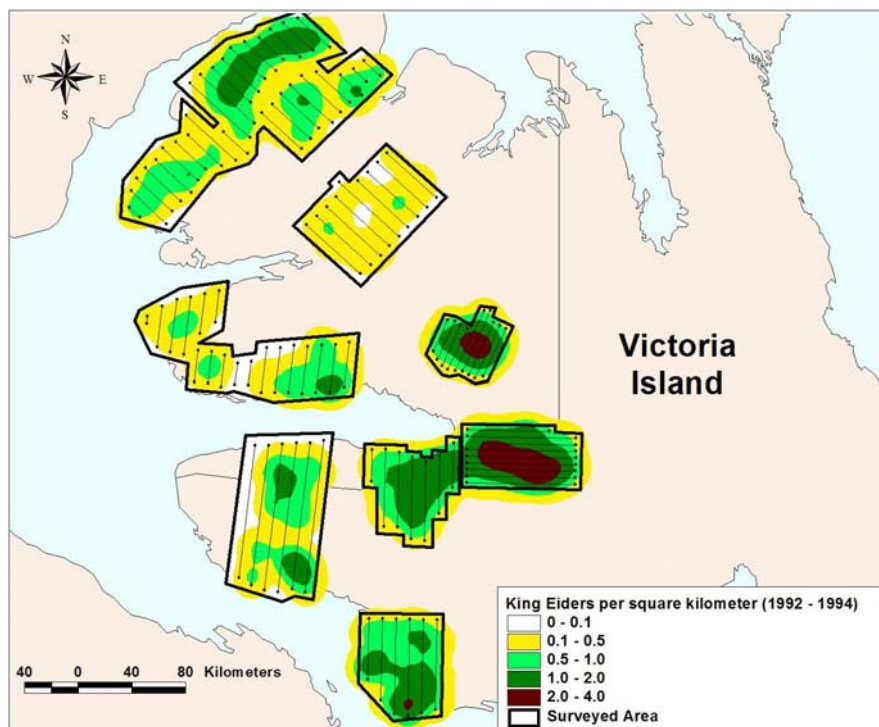 N
W E
S
Victoria
Island
40 0 40 80 Kilometers
King Eiders per square kilometer (1992 - 1994)
0 - 0.1
0.1 - 0.5
0.5 - 1.0
1.0 - 2.0
2.0 - 4.0
Surveyed Area